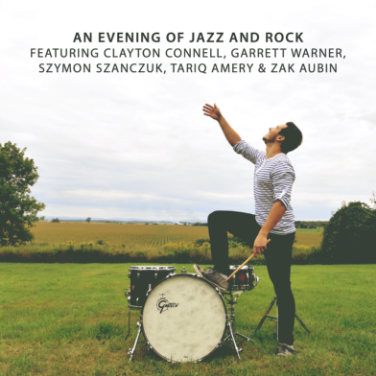 AN EVENING OF JAZZ AND ROCK
FEATURING CLAYTON CONNELL, GARRETT WARNER,
SZYMON SZANCZUK, TARIQ AMERY & ZAK AUBIN
Gretsch